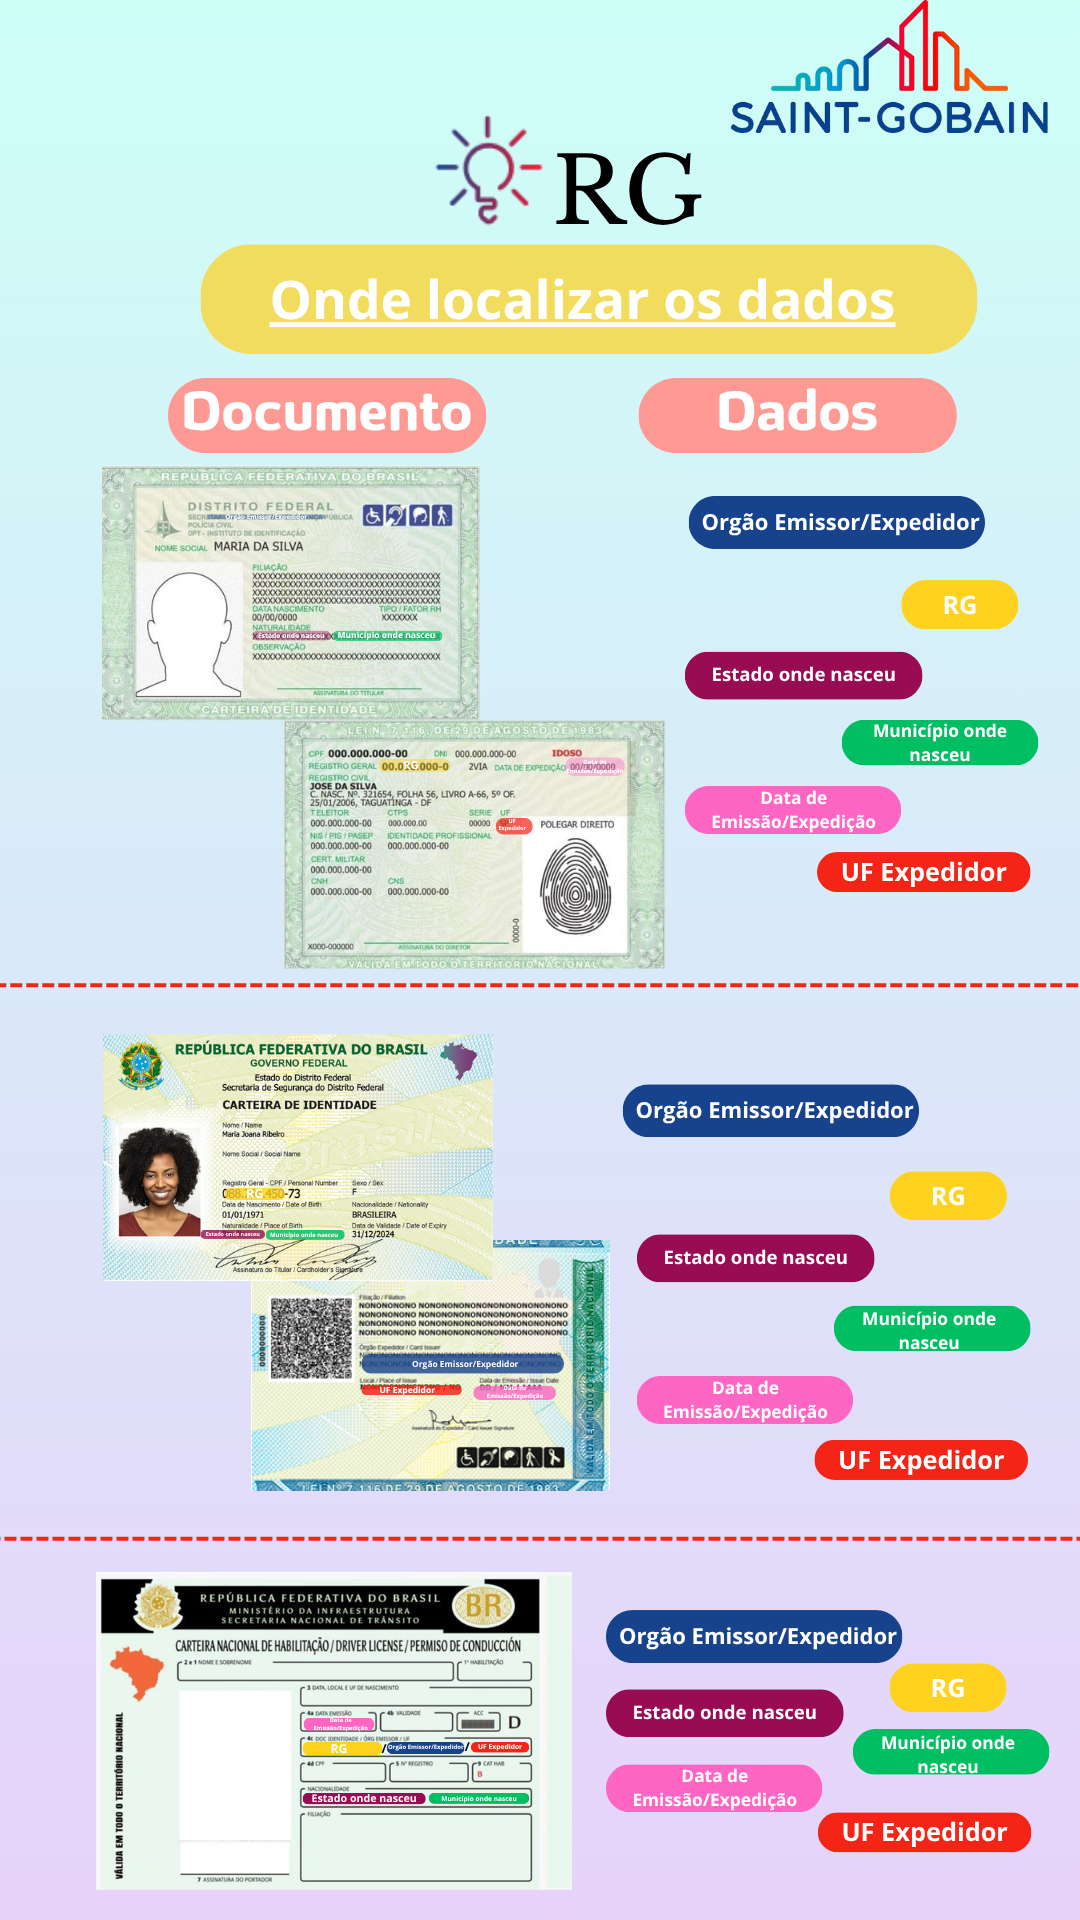 SAINT-GOBAIN
RG
Onde localizar os dados
Documento
Dados
REPÚBLICA FEDERATIVA DO BRASIL
DISTRITO FEDERAL
Orgão Emissor/Expedidor
POLÍCIA CIVIL
DPT - INSTITUTO DE IDENTIFICAÇÃO
NOME SOCIAL MARIA DA SILVA
FILIAÇÃO
XXXXXXXXXXXXXXXXXXXXXXXXXXXXXXXXXXX
XXXXXXXXXXXXXXXXXXXXXXXXXXXXXXXXXXX
XXXXXXXXXXXXXXXXXXXXXXXXXXXXXXXXXXX
XXXXXXXXXXXXXXXXXXXXXXXXXXXXXXXXXXX
DATA NASCIMENTO TIPO / FATOR RH
00/00/0000 XXXXXXX
NATURALIDADE
Estado onde nasceu Município onde nasceu
OBSERVAÇÃO
XXXXXXXXXXXXXXXXXXXXXXXXXXXXXXXXXXX
ASSINATURA DO TITULAR
CARTEIRA DE IDENTIDADE
Orgão Emissor/Expedidor
RG
Estado onde nasceu
Município onde
nasceu
Data de
Emissão/Expedição
UF Expedidor
LEI Nº 7.116, DE 29 DE AGOSTO DE 1983
CPF 000.000.000-00 DNI 000.000.000-00 IDOSO
REGISTRO GERAL RG 2VIA DATA DE EXPEDIÇÃO 00/00/0000
REGISTRO CIVIL
JOSE DA SILVA
C. NASC. Nº. 321654, FOLHA 56, LIVRO A-66, 5º OF.
25/01/2006, TAGUATINGA - DF
T.ELEITOR CTPS SERIE UF
000.000.000-00 000.000.00 00000 UF
Expedidor
POLEGAR DIREITO
NIS / PIS / PASEP IDENTIDADE PROFISSIONAL
000.000.000-00 000.000.000-00
CERT. MILITAR
000.000.000-00
CNH CNS
000.000.000-00 000.000.000-00
0000-0
X000-000000 ASSINATURA DO DIRETOR
VÁLIDA EM TODO O TERRITÓRIO NACIONAL
REPÚBLICA FEDERATIVA DO BRASIL
GOVERNO FEDERAL
Estado do Distrito Federal
Secretaria de Segurança do Distrito Federal
CARTEIRA DE IDENTIDADE
Nome / Name
Maria Joana Ribeiro
Nome Social / Social Name
Registro Geral - CPF / Personal Number Sexo / Sex
RG -73 F
Data de Nascimento / Date of Birth Nacionalidade / Nationality
01/01/1971 BRASILEIRA
Naturalidade / Place of Birth Data de Validade / Date of Expiry
Estado onde nasceu Município onde nasceu 31/12/2024
Assinatura do Titular / Cardholder's Signature
Orgão Emissor/Expedidor
RG
Estado onde nasceu
Município onde
nasceu
Data de
Emissão/Expedição
UF Expedidor
Filiação / Filiation
NONONONONO NONONONONONONONONONONONONO
NONONONONO NONONONONONONONONONONONONO
NONONONONO NONONONONONONONONONONONONO
NONONONONO NONONONONONONONONONONONONO
Órgão Expedidor / Card Issuer
Orgão Emissor/Expedidor
Local / Place of Issue Data de Emissão / Issue Date
UF Expedidor
Emissão/Expedição
Assinatura do Expedidor / Card Issuer Signature
VÁLIDA EM TODO O TERRITÓRIO NACIONAL
LEI Nº 7.116 DE 29 DE AGOSTO DE 1983
REPÚBLICA FEDERATIVA DO BRASIL
MINISTÉRIO DA INFRAESTRUTURA
SECRETARIA NACIONAL DE TRÂNSITO
BR
CARTEIRA NACIONAL DE HABILITAÇÃO / DRIVER LICENSE / PERMISO DE CONDUCCIÓN
2 e 1 NOME E SOBRENOME 1ª HABILITAÇÃO
3 DATA, LOCAL E UF DE NASCIMENTO
4a DATA EMISSÃO 4b VALIDADE ACC D
Data de
Emissão/Expedição
4c DOC IDENTIDADE / ÓRG EMISSOR / UF
RG / Orgão Emissor/Expedidor / UF Expedidor
4d CPF 5 Nº REGISTRO 9 CAT HAB
B
NACIONALIDADE
Estado onde nasceu Município onde nasceu
FILIAÇÃO
VÁLIDA EM TODO O TERRITÓRIO NACIONAL
7 ASSINATURA DO PORTADOR
Orgão Emissor/Expedidor
RG
Estado onde nasceu
Município onde
nasceu
Data de
Emissão/Expedição
UF Expedidor